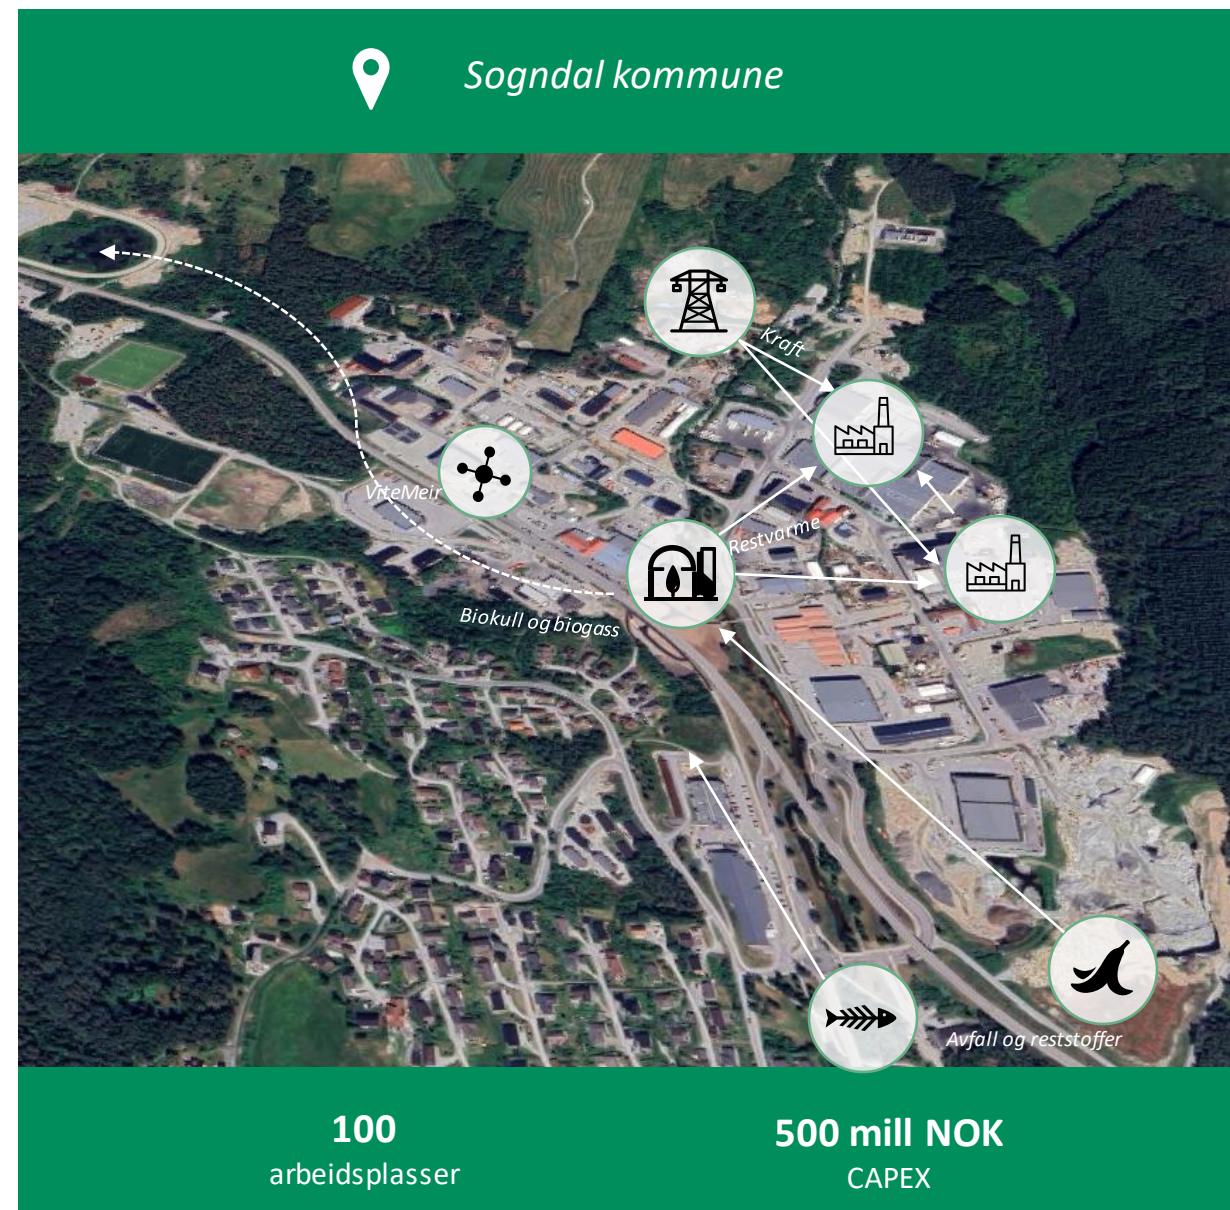 Sogndal kommune
Kraft
ViteMeir
Restvarme
Biokull og biogass
Avfall og reststoffer
100
arbeidsplasser
500 mill NOK
CAPEX